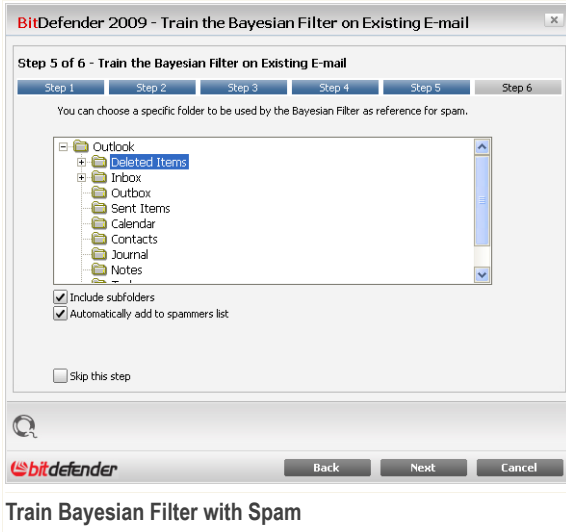 BitDefender 2009 - Train the Bayesian Filter on Existing E-mail
Step 5 of 6 - Train the Bayesian Filter on Existing E-mail
Step 1 Step 2 Step 3 Step 4 Step 5 Step 6
You can choose a specific folder to be used by the Bayesian Filter as reference for spam.
Outlook
Deleted Items
Inbox
Outbox
Sent Items
Calendar
Contacts
Journal
Notes
Include subfolders
Automatically add to spammers list
Skip this step
bitdefender Back Next Cancel
Train Bayesian Filter with Spam